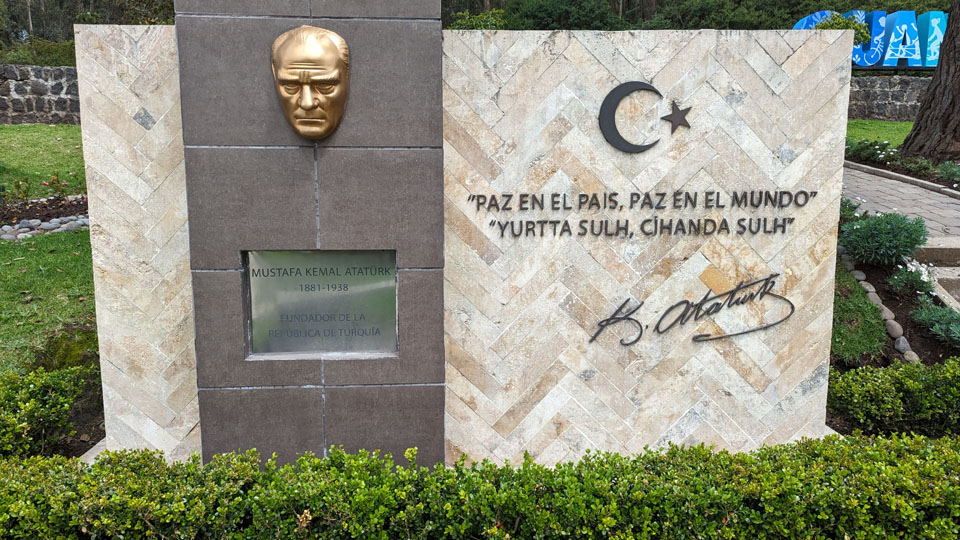 MUSTAFA KEMAL ATATÜRK
1881-1938
FUNDADOR DE LA
REPÚBLICA DE TURQUÍA
"PAZ EN EL PAIS, PAZ EN EL MUNDO"
"YURTTA SULH, CİHANDA SULH"
K. Atatürk